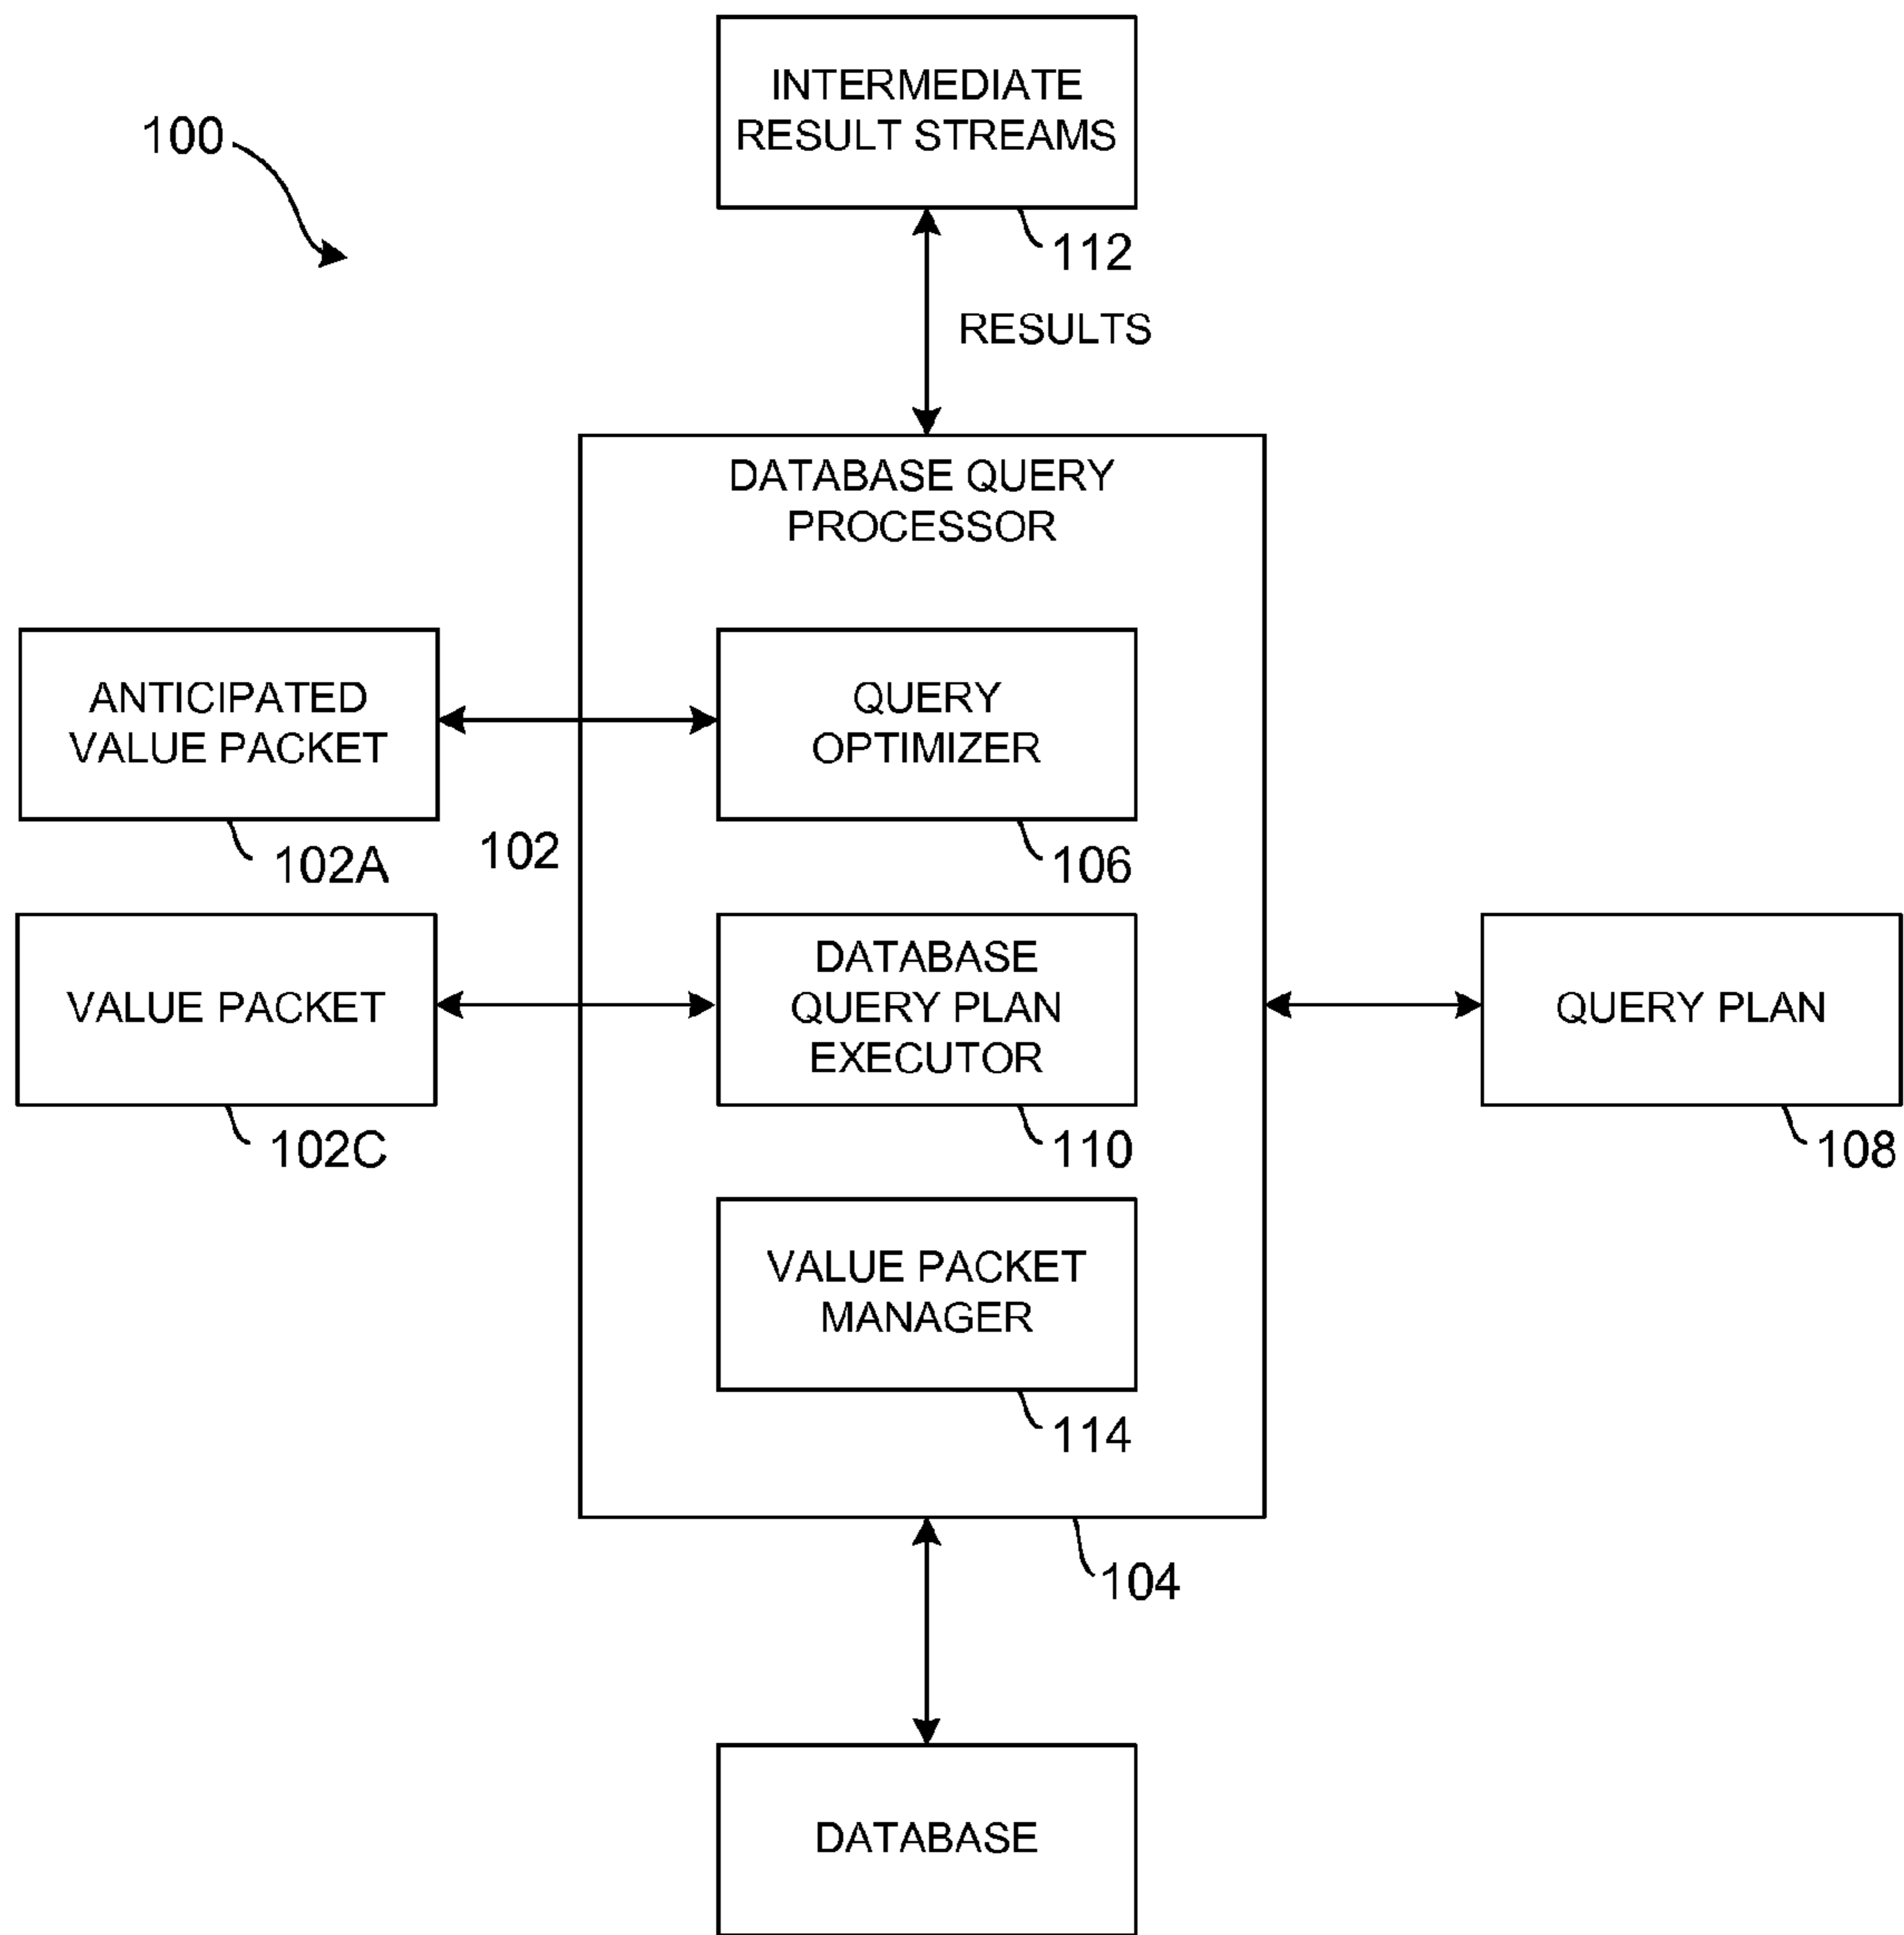 INTERMEDIATE
RESULT STREAMS
100
112
RESULTS
DATABASE QUERY
PROCESSOR
ANTICIPATED
VALUE PACKET
QUERY
OPTIMIZER
102
102A
106
VALUE PACKET
DATABASE
QUERY PLAN
EXECUTOR
QUERY PLAN
102C
110
108
VALUE PACKET
MANAGER
114
104
DATABASE